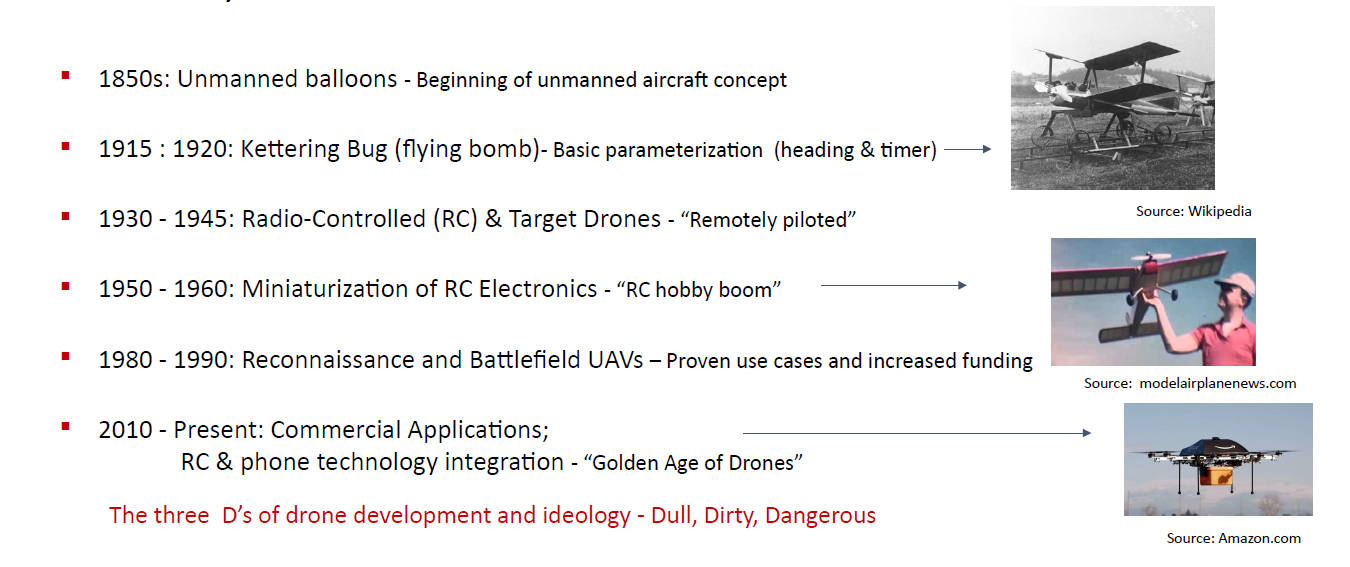 1850s: Unmanned balloons - Beginning of unmanned aircraft concept
1915 : 1920: Kettering Bug (flying bomb)- Basic parameterization (heading & timer)
Source: Wikipedia
1930 - 1945: Radio-Controlled (RC) & Target Drones - “Remotely piloted”
1950 - 1960: Miniaturization of RC Electronics - “RC hobby boom”
1980 - 1990: Reconnaissance and Battlefield UAVs – Proven use cases and increased funding
Source: modelairplanenews.com
2010 - Present: Commercial Applications;
RC & phone technology integration - “Golden Age of Drones”
The three D’s of drone development and ideology - Dull, Dirty, Dangerous
Source: Amazon.com